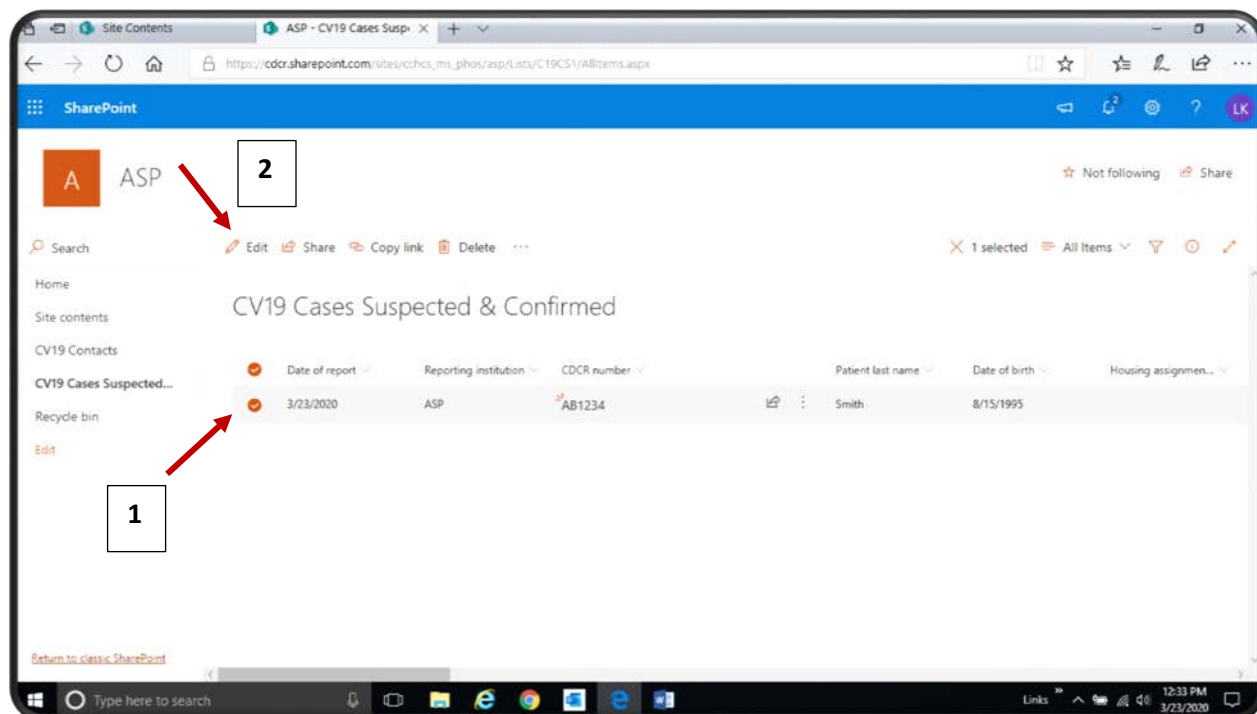 Site Contents
ASP - CV19 Cases Susp
https://cdcr.sharepoint.com/sites/cchcs_ms_phos/asp/Lists/C19CS1/AllItems.aspx
SharePoint
2
?
LK
A
ASP
2
Not following
Share
Search
Edit
Share
Copy link
Delete
...
1 selected
All Items
Home
Site contents
CV19 Contacts
CV19 Cases Suspected...
Recycle bin
Edit
CV19 Cases Suspected & Confirmed
Date of report
Reporting institution
CDCR number
Patient last name
Date of birth
Housing assignmen...
3/23/2020
ASP
AB1234
Smith
8/15/1995
1
Return to classic SharePoint
Type here to search
Links
12:33 PM
3/23/2020